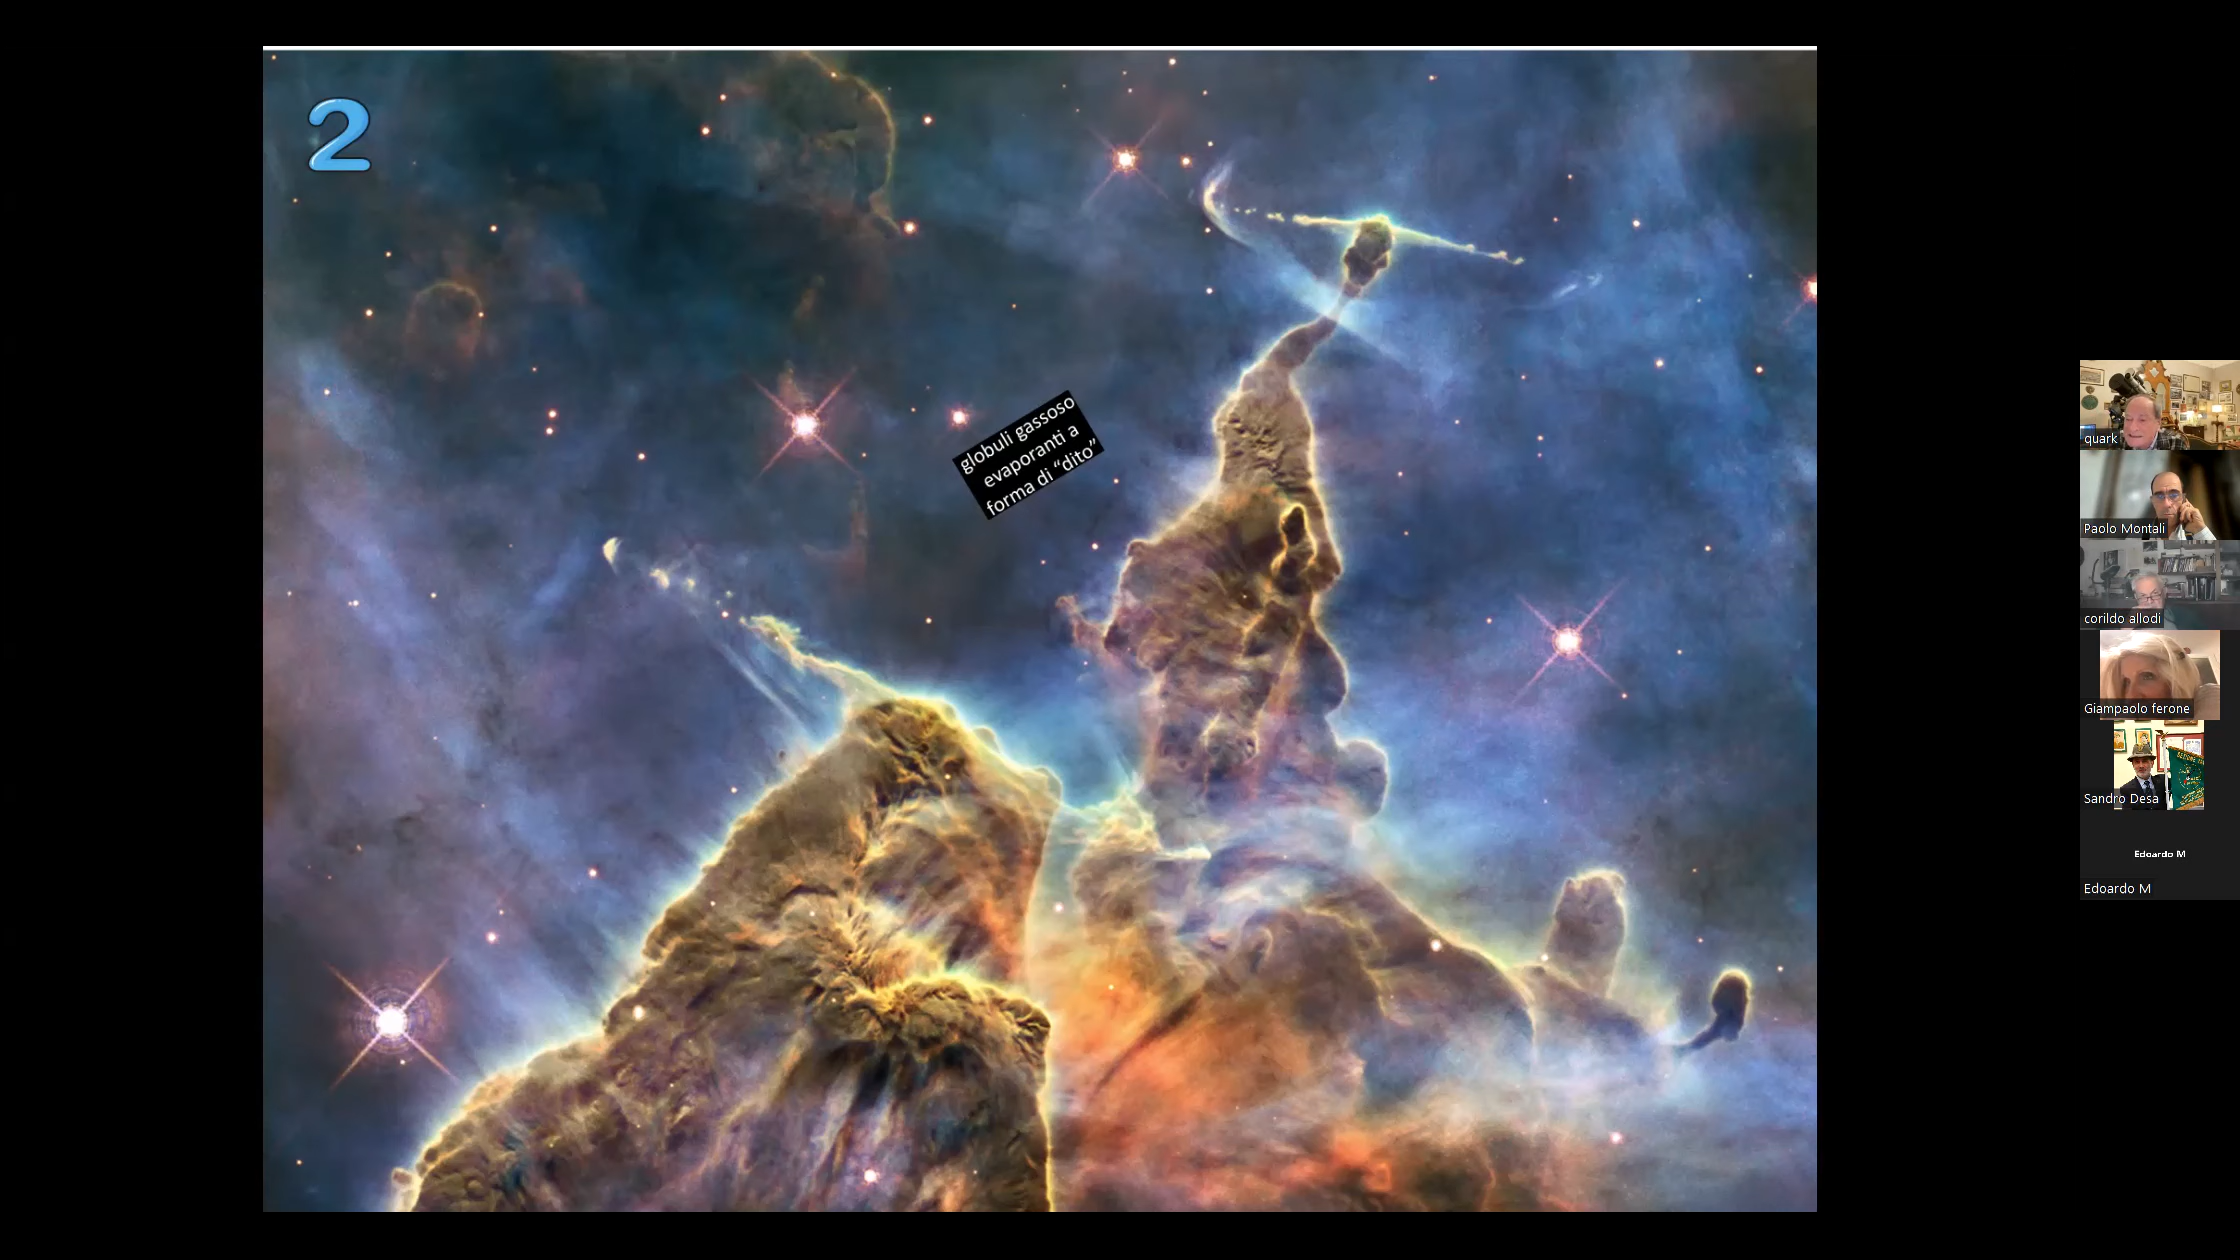 2
globuli gassoso
evaporanti a
forma di “dito”
quark
Paolo Montali
corildo allodi
Giampaolo ferone
Sandro Desa
Edoardo M
Edoardo M